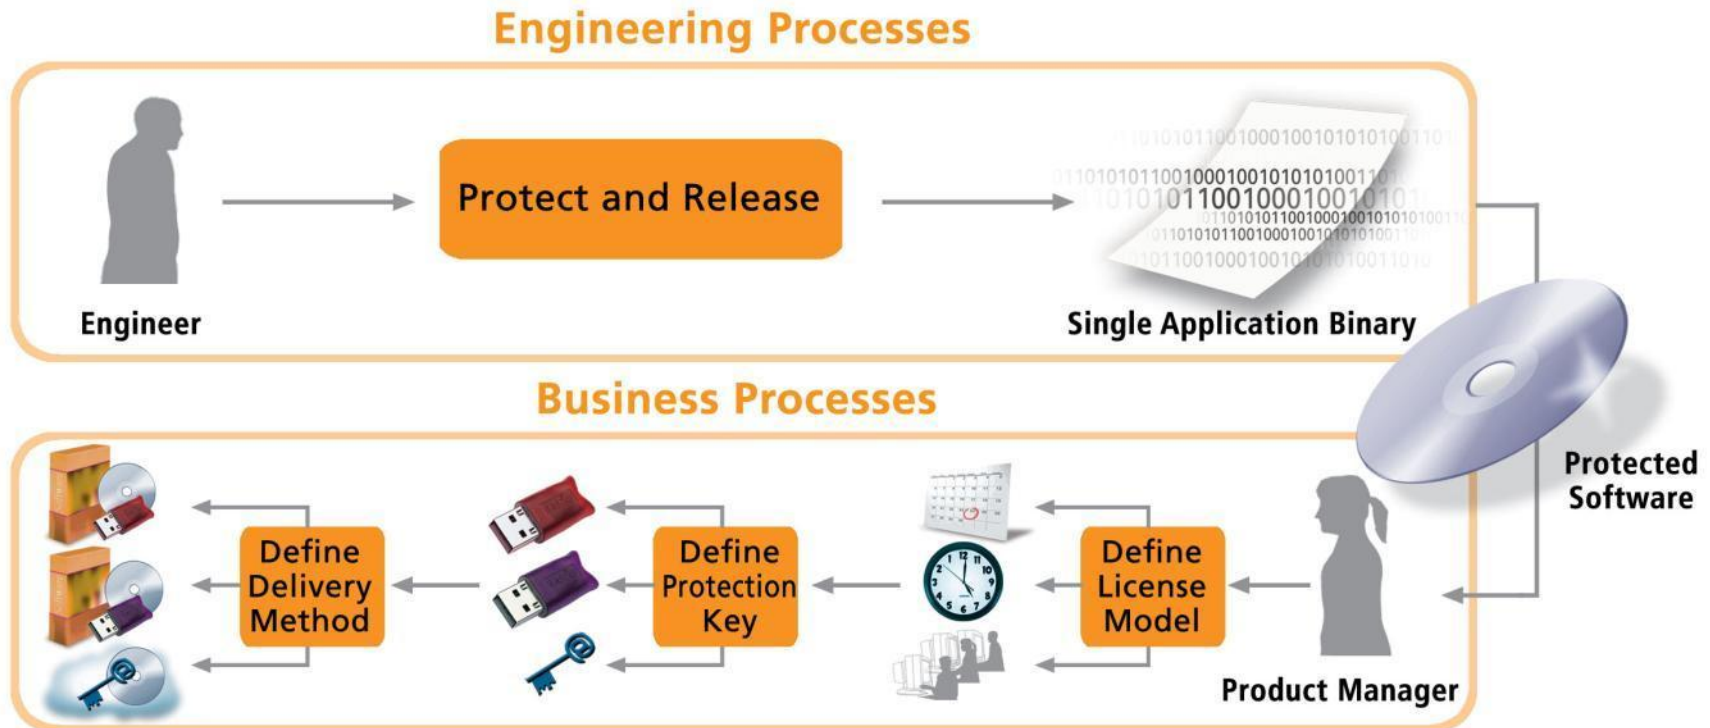 Engineering Processes
Protect and Release
Engineer
Single Application Binary
Business Processes
Protected
Software
Define
Delivery
Method
Define
Protection
Key
Define
License
Model
Product Manager